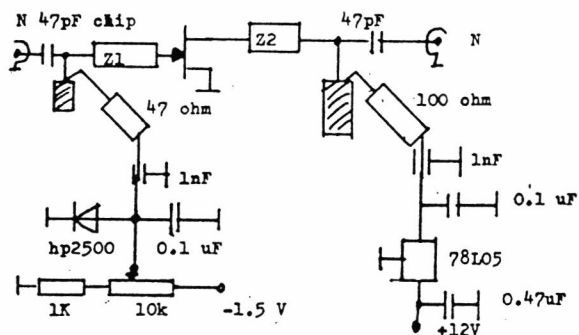 N 47pF chip
47pF
N
Z1
Z2
47 ohm
100 ohm
1nF
1nF
0.1 uF
hp2500
0.1 uF
78L05
1K
10k
-1.5 V
0.47uF
+12V